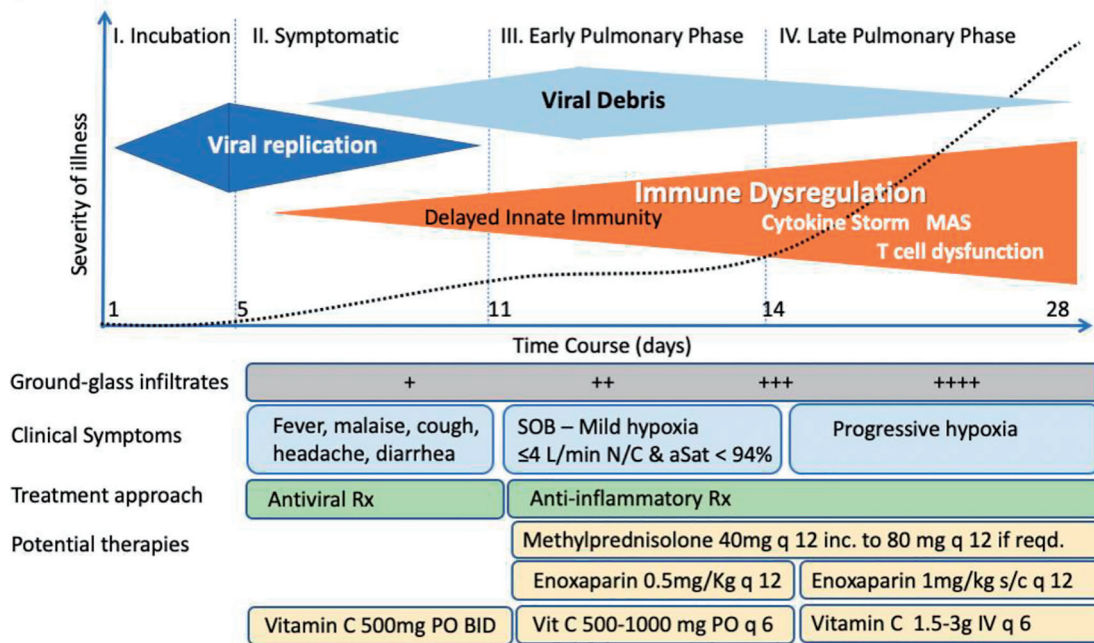 I. Incubation
II. Symptomatic
III. Early Pulmonary Phase
IV. Late Pulmonary Phase
Severity of illness
Viral Debris
Viral replication
Immune Dysregulation
Delayed Innate Immunity
Cytokine Storm MAS
T cell dysfunction
1
5
11
14
28
Time Course (days)
Ground-glass infiltrates
+
++
+++
++++
Clinical Symptoms
Fever, malaise, cough,
headache, diarrhea
SOB – Mild hypoxia
≤4 L/min N/C & aSat < 94%
Progressive hypoxia
Treatment approach
Antiviral Rx
Anti-inflammatory Rx
Potential therapies
Methylprednisolone 40mg q 12 inc. to 80 mg q 12 if reqd.
Enoxaparin 0.5mg/Kg q 12
Enoxaparin 1mg/kg s/c q 12
Vitamin C 500mg PO BID
Vit C 500-1000 mg PO q 6
Vitamin C 1.5-3g IV q 6